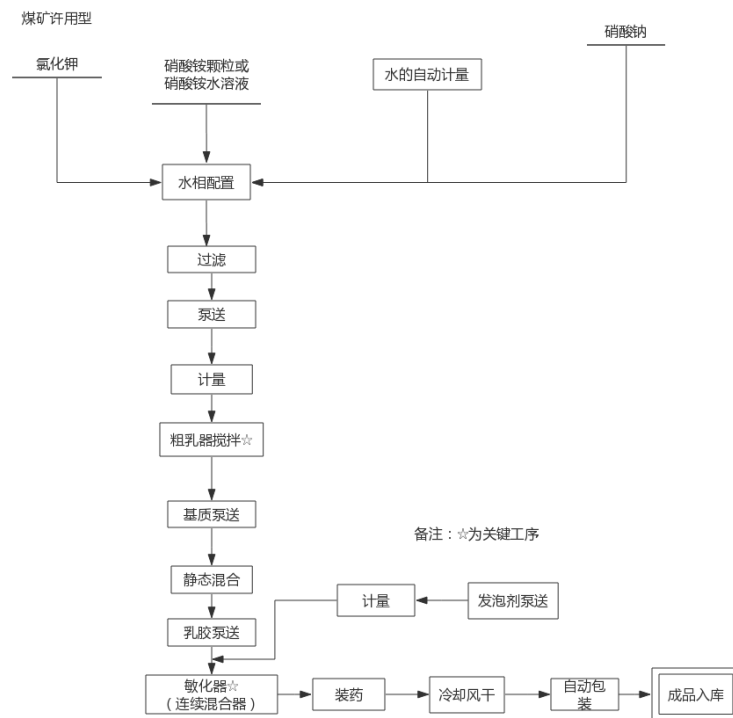 煤矿许用型
硝酸钠
氯化钾
硝酸铵颗粒或
硝酸铵水溶液
水的自动计量
水相配置
过滤
泵送
计量
粗乳器搅拌☆
基质泵送
备注：☆为关键工序
静态混合
计量
发泡剂泵送
乳胶泵送
敏化器☆
（连续混合器）
装药
冷却风干
自动包
装
成品入库